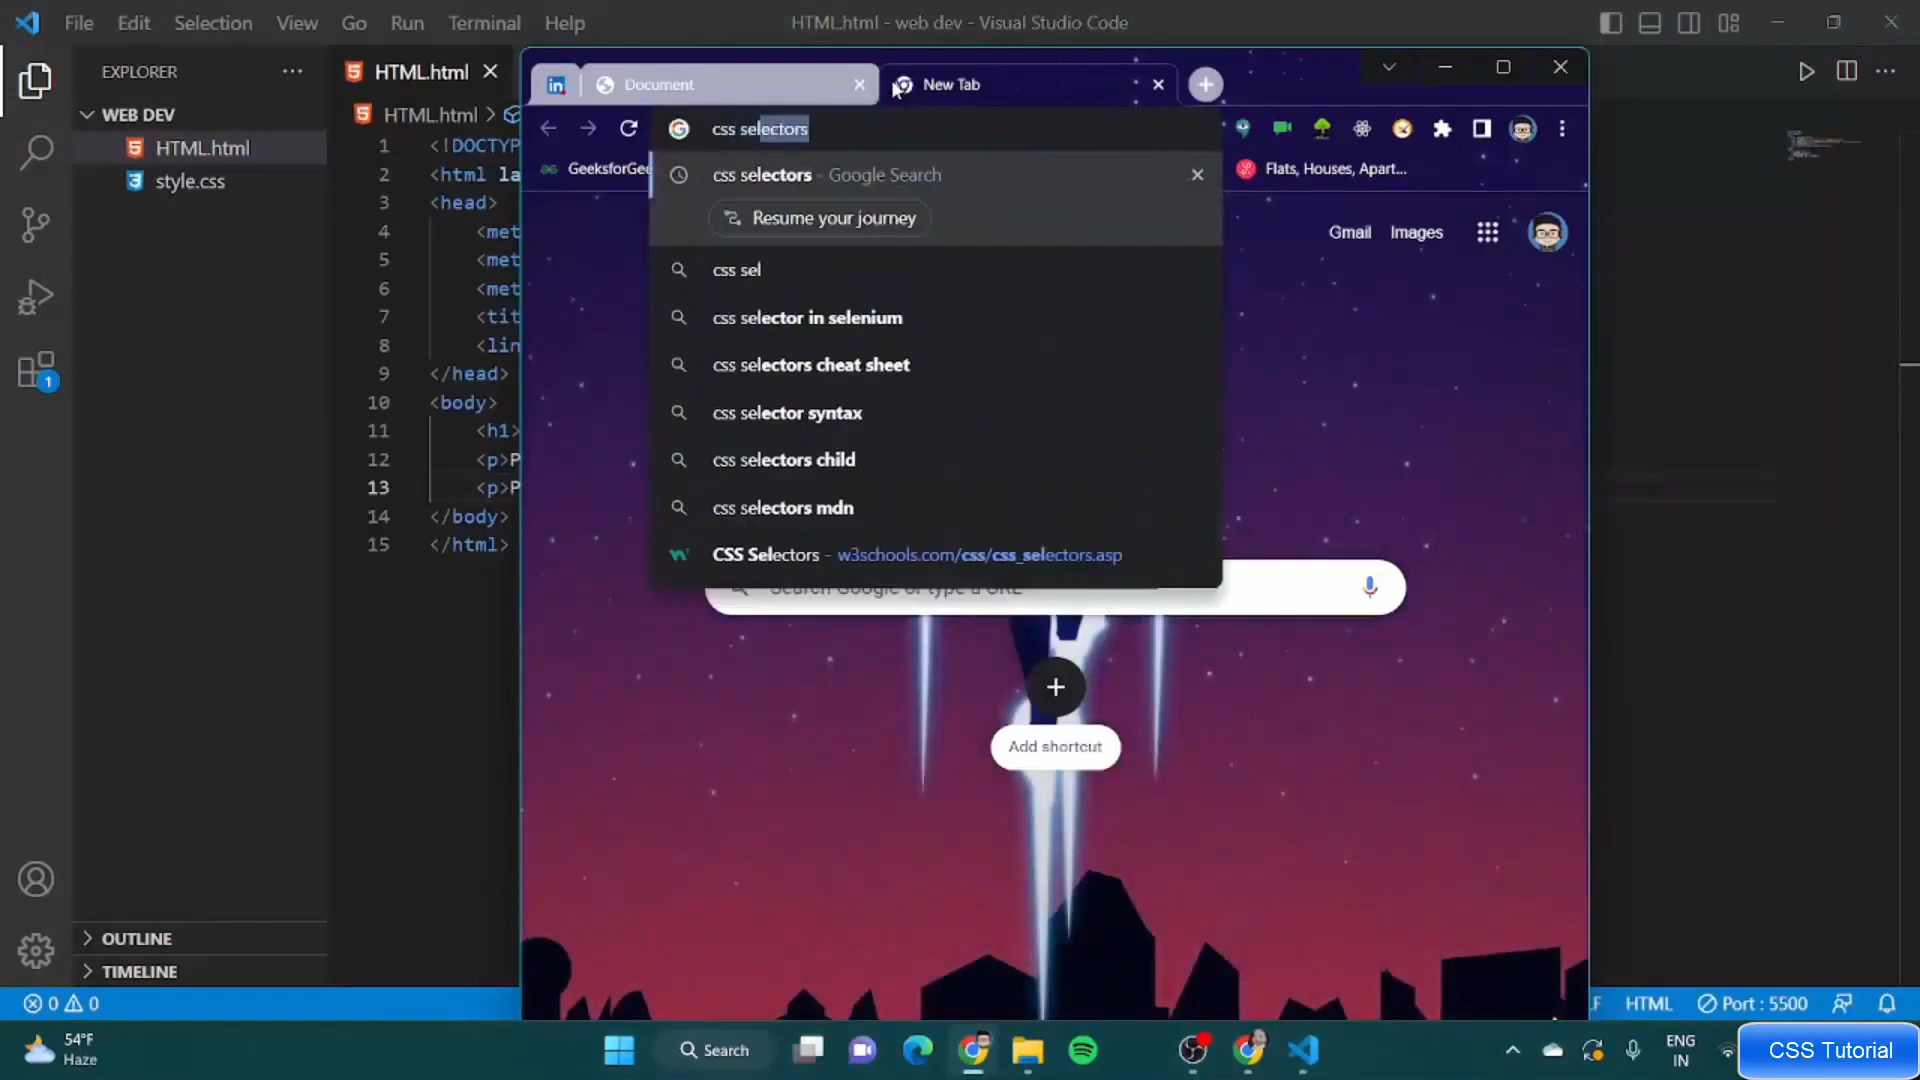 File Edit Selection View Go Run Terminal Help
HTML.html - web dev - Visual Studio Code
EXPLORER
WEB DEV
HTML.html
style.css
OUTLINE
TIMELINE
HTML.html
HTML.html
1 <!DOCTYP
2 <html la
3 <head>
4 <met
5 <met
6 <met
7 <tit
8 <lin
9 </head>
10 <body>
11 <h1>
12 <p>P
13 <p>P
14 </body>
15 </html>
Document
New Tab
css selectors
GeeksforGee
Flats, Houses, Apart...
css selectors - Google Search
Resume your journey
css sel
css selector in selenium
css selectors cheat sheet
css selector syntax
css selectors child
css selectors mdn
CSS Selectors - w3schools.com/css/css_selectors.asp
Gmail Images
Search Google or type a URL
Add shortcut
1
0 0
F HTML Port : 5500
54°F
Haze
Search
ENG
IN
CSS Tutorial